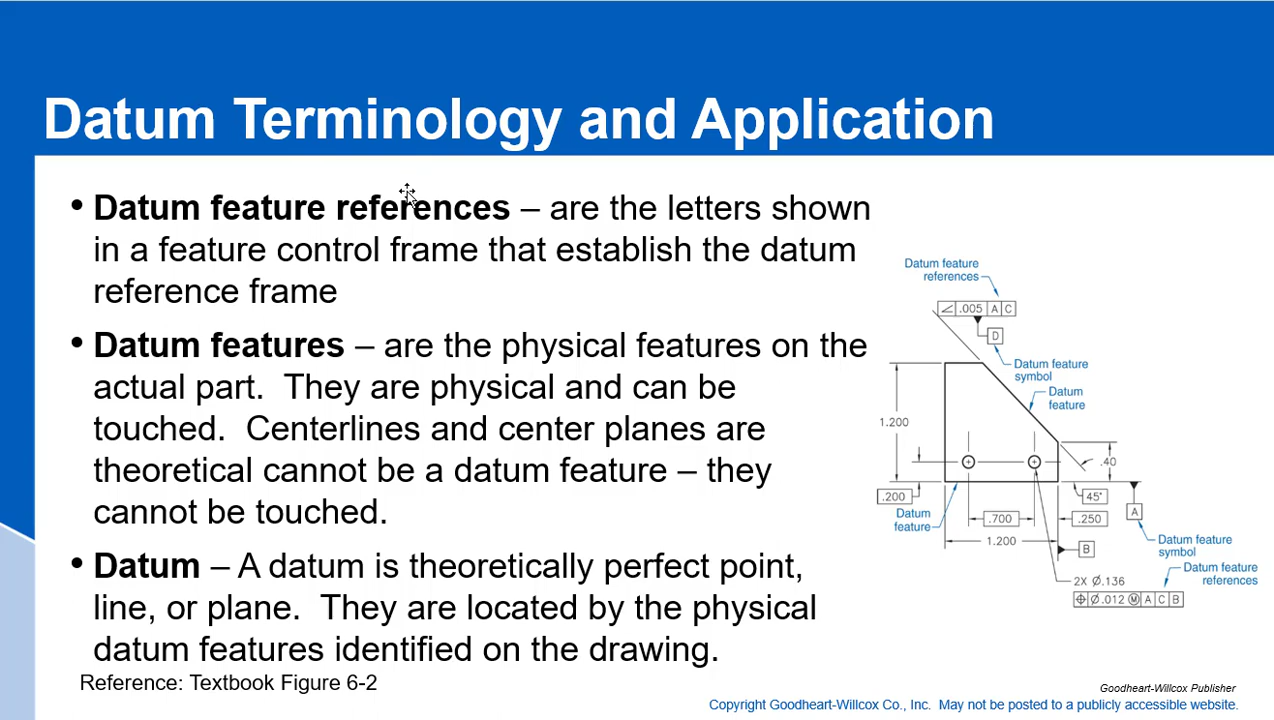 Datum Terminology and Application
• Datum feature references – are the letters shown
in a feature control frame that establish the datum
reference frame
• Datum features – are the physical features on the
actual part.  They are physical and can be
touched.  Centerlines and center planes are
theoretical cannot be a datum feature – they
cannot be touched.
• Datum – A datum is theoretically perfect point,
line, or plane.  They are located by the physical
datum features identified on the drawing.
Reference: Textbook Figure 6-2
Datum feature
references
∠ .005 A C
D
Datum feature
symbol
Datum
feature
1.200
.40
.200
45°
Datum
feature
.700
.250
A
1.200
B
Datum feature
symbol
Datum feature
references
2X Ø.136
⌖ Ø.012 Ⓜ A C B
Goodheart-Willcox Publisher
Copyright Goodheart-Willcox Co., Inc.  May not be posted to a publicly accessible website.